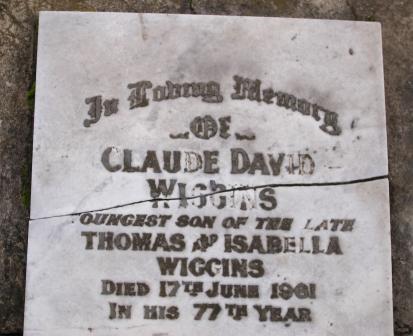 In Loving Memory
OF
CLAUDE DAVID
WIGGINS
YOUNGEST SON OF THE LATE
THOMAS & ISABELLA
WIGGINS
DIED 17TH JUNE 1961
IN HIS 77TH YEAR